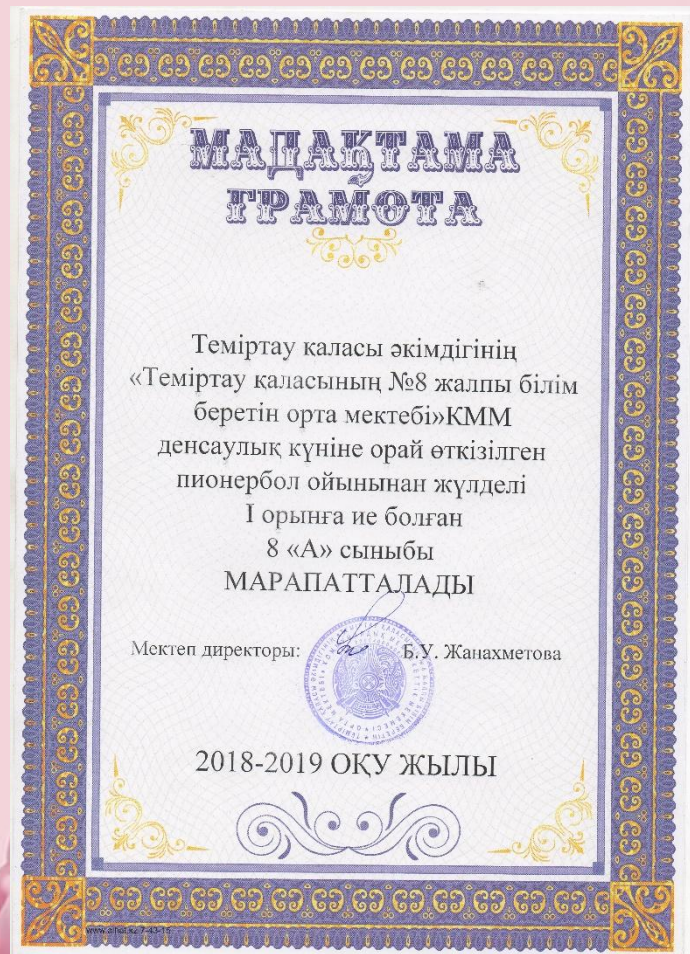 МАДАҚТАМА
ГРАМОТА
Теміртау қаласы әкімдігінің
«Теміртау қаласының №8 жалпы білім
беретін орта мектебі»КММ
денсаулық күніне орай өткізілген
пионербол ойынынан жүлделі
I орынға ие болған
8 «А» сыныбы
МАРАПАТТАЛАДЫ
Мектеп директоры: Б.У. Жанахметова
2018-2019 ОҚУ ЖЫЛЫ